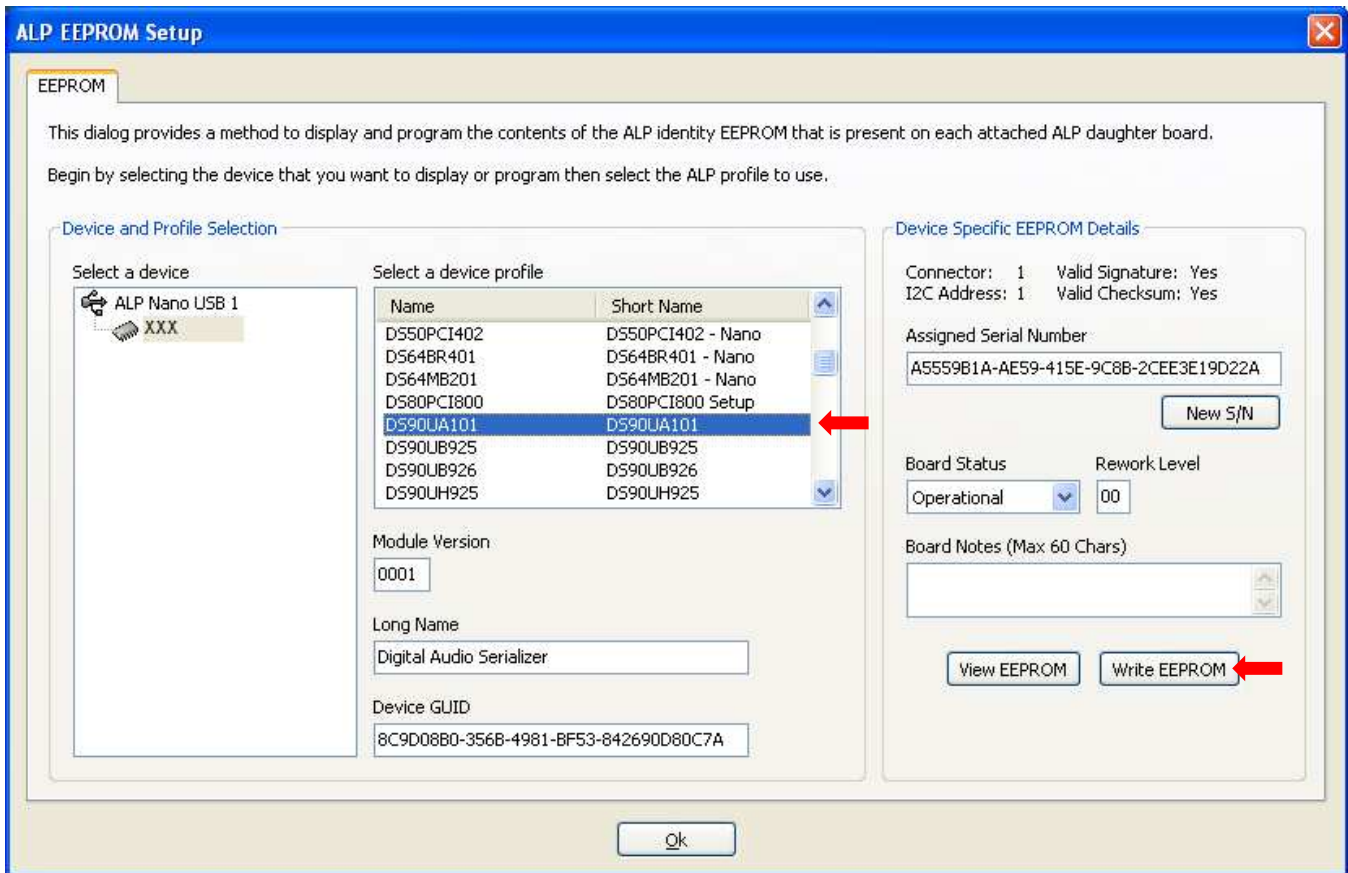 ALP EEPROM Setup
EEPROM
This dialog provides a method to display and program the contents of the ALP identity EEPROM that is present on each attached ALP daughter board.
Begin by selecting the device that you want to display or program then select the ALP profile to use.
Device and Profile Selection
Select a device
ALP Nano USB 1
XXX
Select a device profile
Name Short Name
DS50PCI402 DS50PCI402 - Nano
DS64BR401 DS64BR401 - Nano
DS64MB201 DS64MB201 - Nano
DS80PCI800 DS80PCI800 Setup
DS90UA101 DS90UA101
DS90UB925 DS90UB925
DS90UB926 DS90UB926
DS90UH925 DS90UH925
Module Version
0001
Long Name
Digital Audio Serializer
Device GUID
8C9D08B0-356B-4981-BF53-842690D80C7A
Device Specific EEPROM Details
Connector: 1 Valid Signature: Yes
I2C Address: 1 Valid Checksum: Yes
Assigned Serial Number
A5559B1A-AE59-415E-9C8B-2CEE3E19D22A
New S/N
Board Status Rework Level
Operational 00
Board Notes (Max 60 Chars)
View EEPROM Write EEPROM
Ok